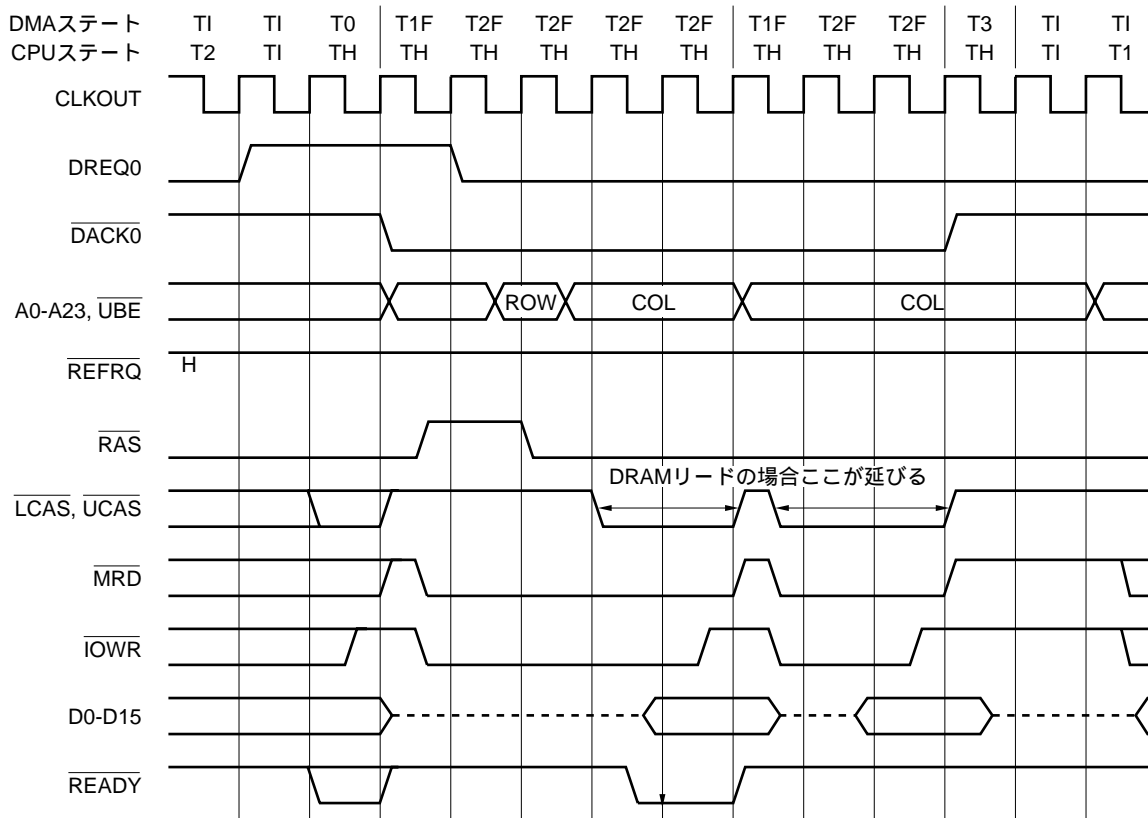 DMAステート TI TI T0 T1F T2F T2F T2F T2F T1F T2F T2F T3 TI TI
CPUステート T2 TI TH TH TH TH TH TH TH TH TH TH TI T1
CLKOUT
DREQ0
DACK0
A0-A23, UBE ROW COL COL
REFRQ H
RAS
DRAMリードの場合ここが延びる
LCAS, UCAS
MRD
IOWR
D0-D15
READY